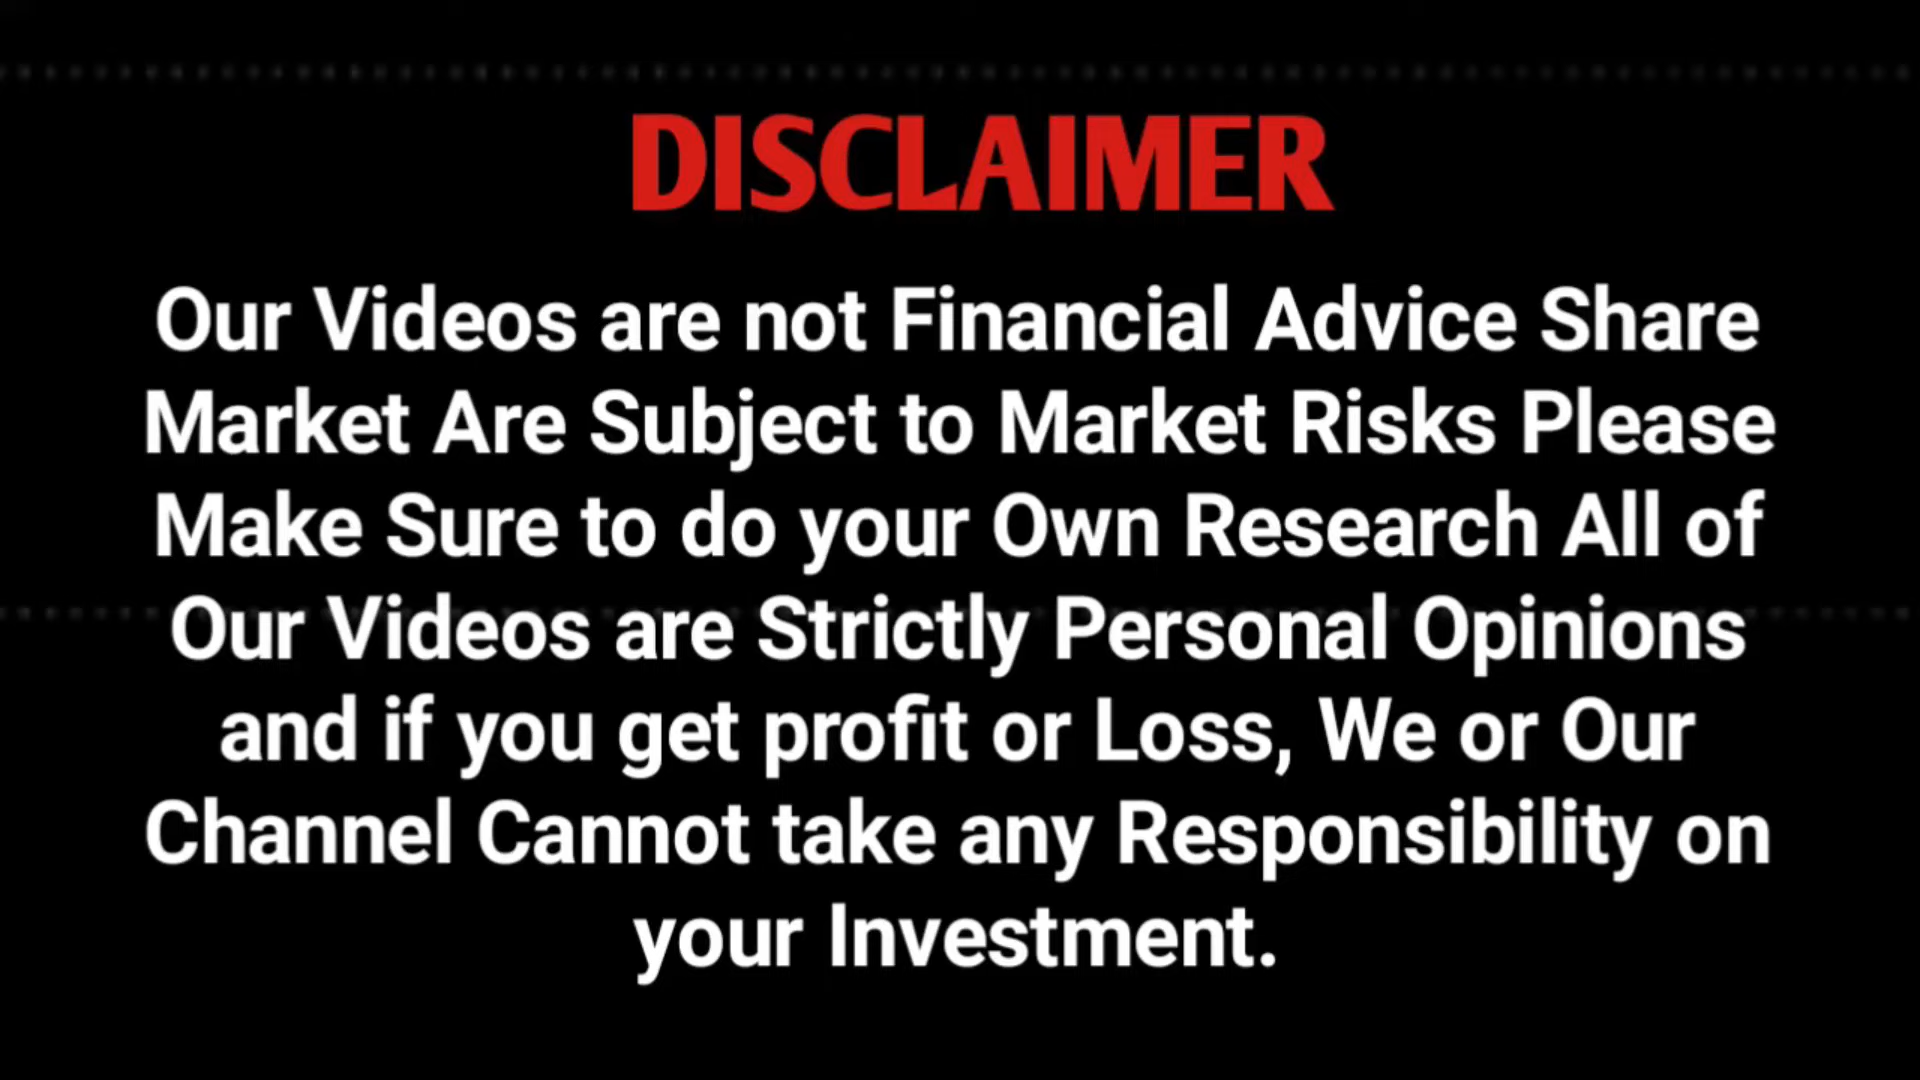 DISCLAIMER
Our Videos are not Financial Advice Share
Market Are Subject to Market Risks Please
Make Sure to do your Own Research All of
Our Videos are Strictly Personal Opinions
and if you get profit or Loss, We or Our
Channel Cannot take any Responsibility on
your Investment.